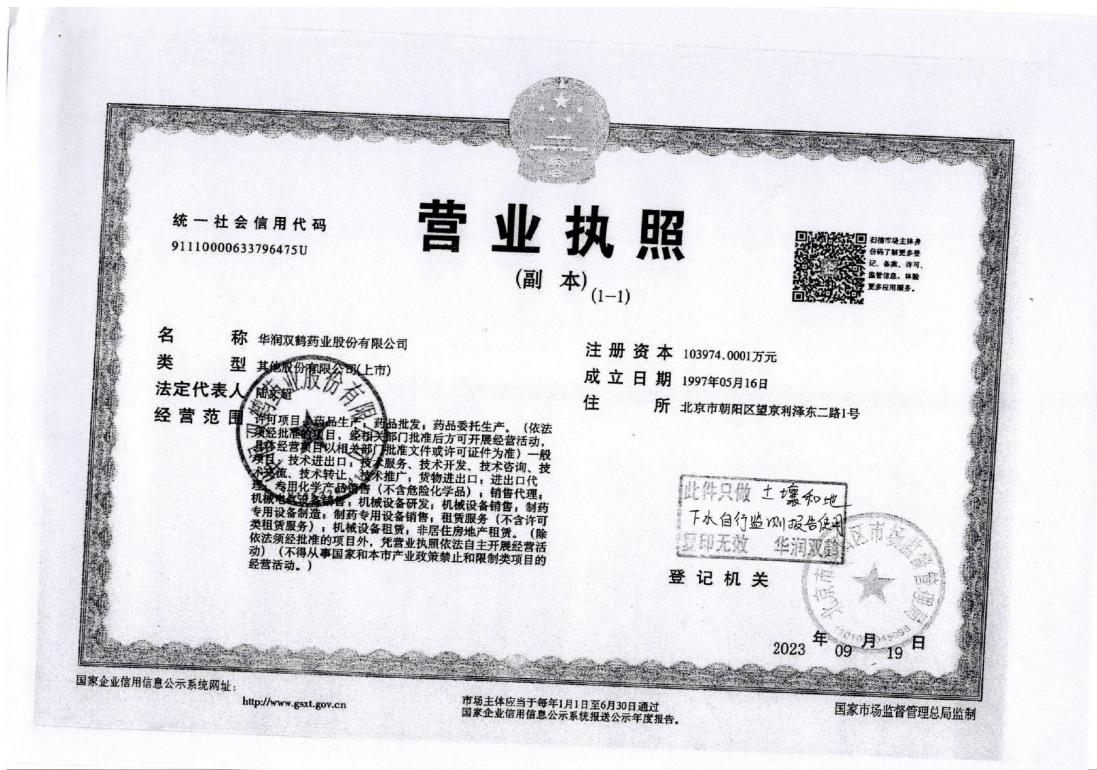 营业执照
(副 本)
(1-1)
统一社会信用代码
91110000633796475U
扫描市场主体身
份码了解更多登
记、备案、许可、
监管信息，体验
更多应用服务。
名 称 华润双鹤药业股份有限公司
类 型 其他股份有限公司(上市)
法定代表人
经营范围 许可项目：药品生产；药品批发；药品委托生产。（依法
须经批准的项目，经相关部门批准后方可开展经营活动，
具体经营项目以相关部门批准文件或许可证件为准）一般
项目：技术进出口；技术服务、技术开发、技术咨询、技
术交流、技术转让、技术推广；货物进出口；进出口代
理；专用化学产品销售（不含危险化学品）；销售代理；
机械电气设备销售；机械设备研发；机械设备销售；制药
专用设备制造；制药专用设备销售；租赁服务（不含许可
类租赁服务）；机械设备租赁；非居住房地产租赁。（除
依法须经批准的项目外，凭营业执照依法自主开展经营活
动）（不得从事国家和本市产业政策禁止和限制类项目的
经营活动。）
注册资本 103974.0001万元
成立日期 1997年05月16日
住 所 北京市朝阳区望京利泽东二路1号
此件只做 土壤和地
下水自行监测报告使用
复印无效 华润双鹤
登记机关
2023 年 09 月 19 日
国家企业信用信息公示系统网址：
http://www.gsxt.gov.cn
市场主体应当于每年1月1日至6月30日通过
国家企业信用信息公示系统报送公示年度报告。
国家市场监督管理总局监制